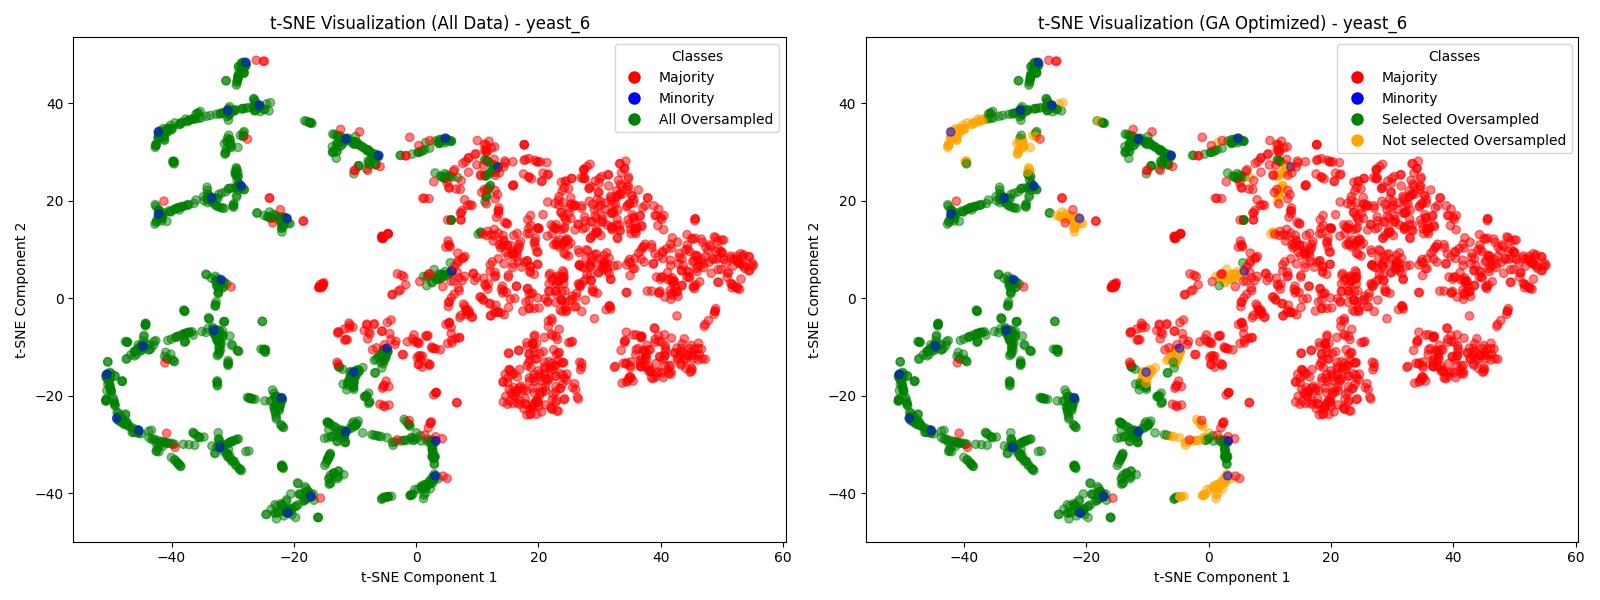 t-SNE Visualization (All Data) - yeast_6
Classes
Majority
Minority
All Oversampled
40
20
0
−20
−40
t-SNE Component 2
−40
−20
0
20
40
60
t-SNE Component 1
t-SNE Visualization (GA Optimized) - yeast_6
Classes
Majority
Minority
Selected Oversampled
Not selected Oversampled
40
20
0
−20
−40
t-SNE Component 2
−40
−20
0
20
40
60
t-SNE Component 1